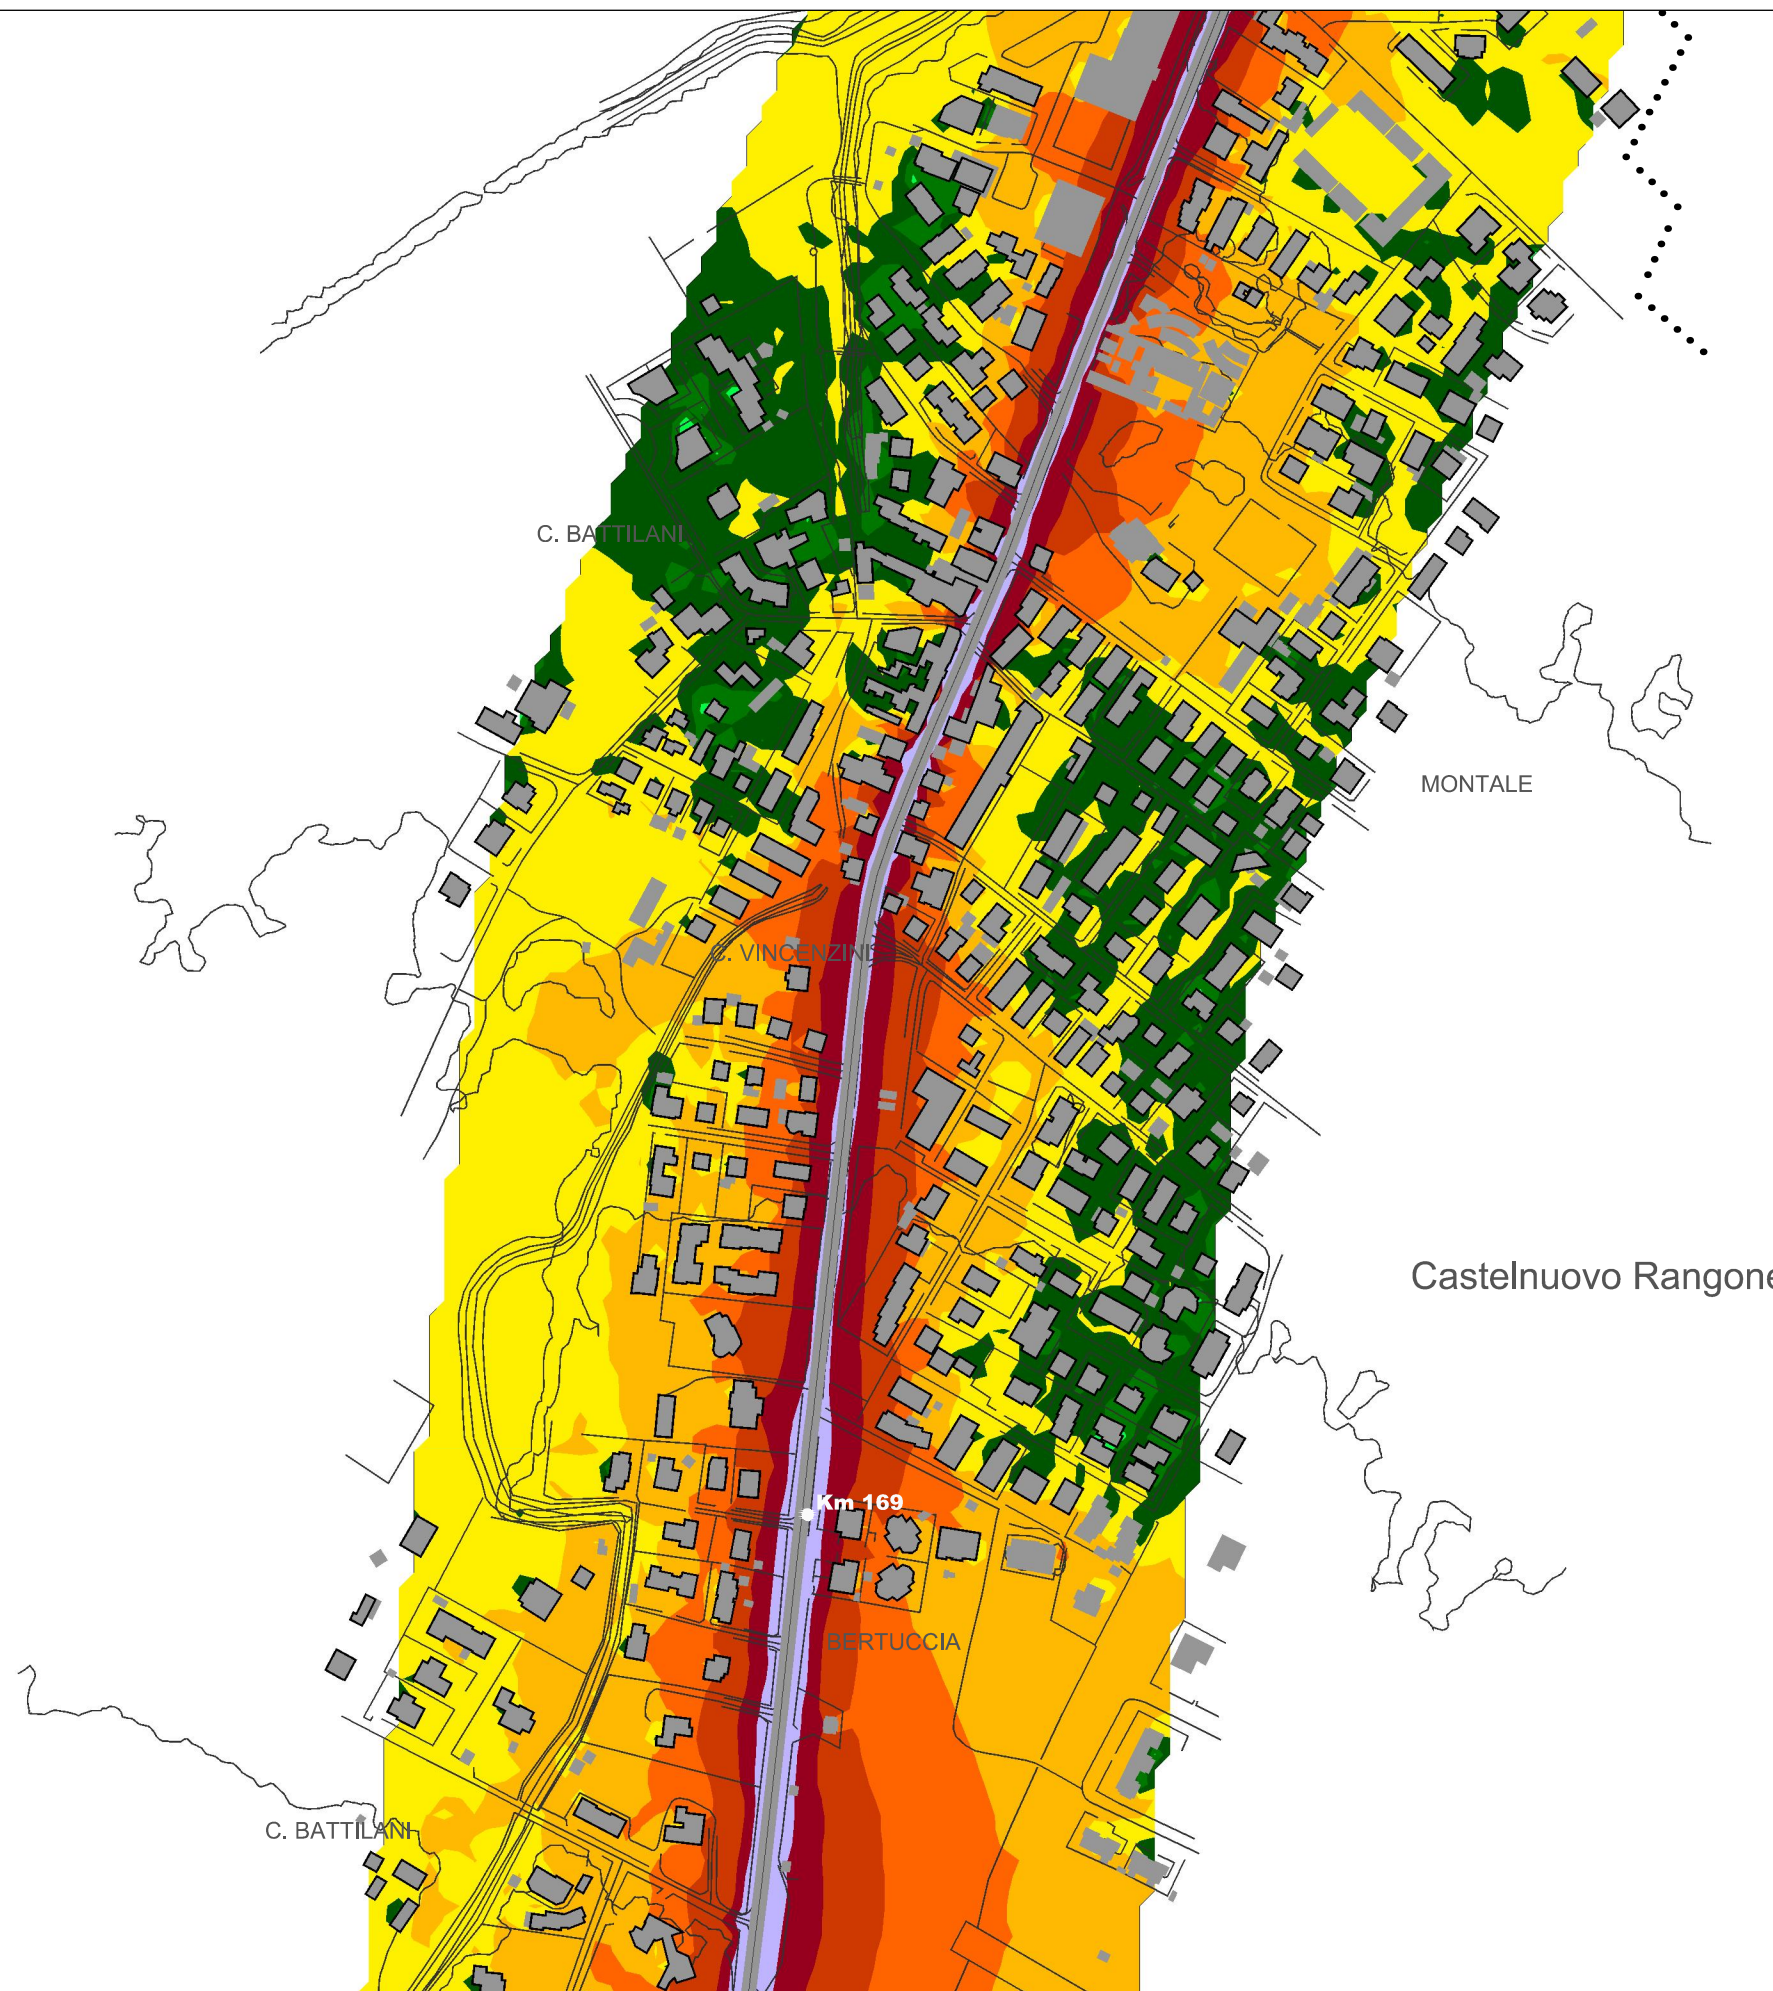 C. BATTILANI
MONTALE
C. VINCENZINI
Castelnuovo Rangone
Km 169
BERTUCCIA
C. BATTILANI